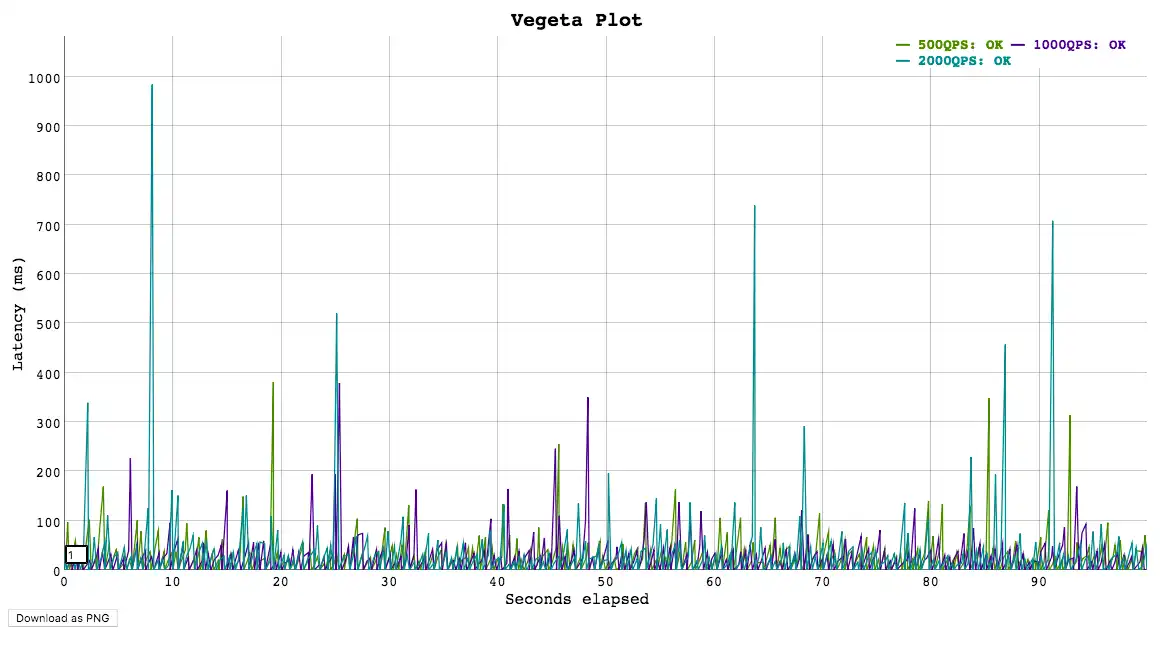 Vegeta Plot
500QPS: OK 1000QPS: OK
2000QPS: OK
1000
900
800
700
600
500
400
300
200
100
0
Latency (ms)
1
0 10 20 30 40 50 60 70 80 90
Seconds elapsed
Download as PNG